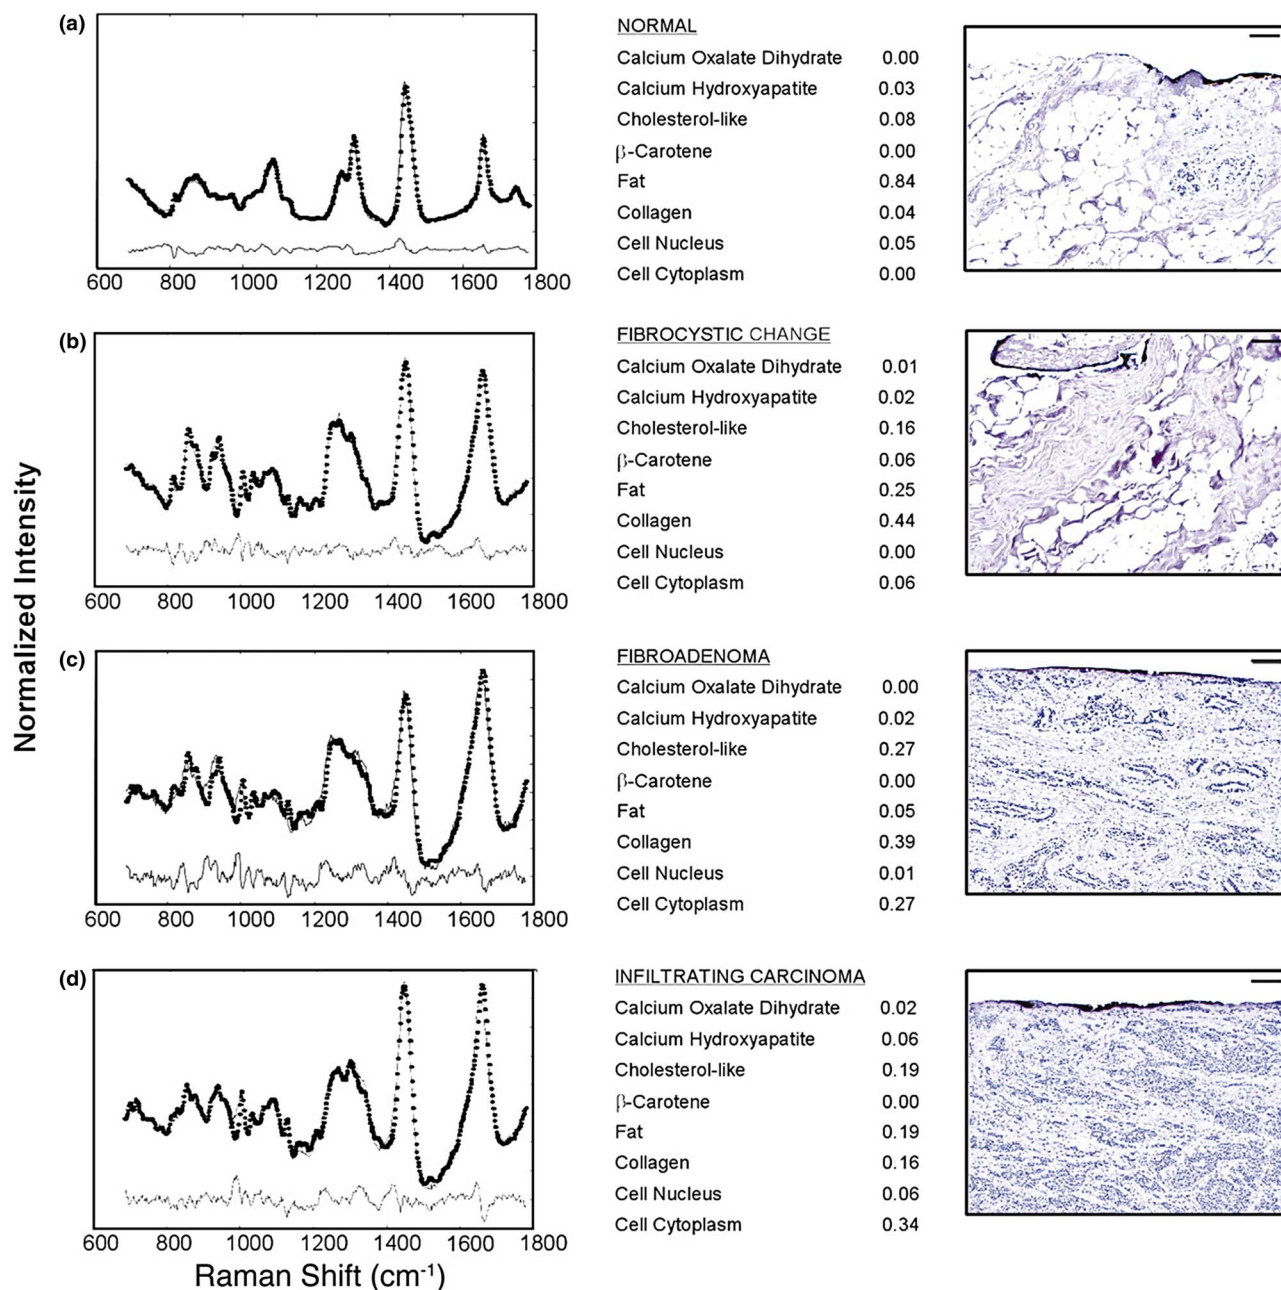 Normalized Intensity
(a)
600 800 1000 1200 1400 1600 1800
NORMAL
Calcium Oxalate Dihydrate 0.00
Calcium Hydroxyapatite 0.03
Cholesterol-like 0.08
β-Carotene 0.00
Fat 0.84
Collagen 0.04
Cell Nucleus 0.05
Cell Cytoplasm 0.00
(b)
600 800 1000 1200 1400 1600 1800
FIBROCYSTIC CHANGE
Calcium Oxalate Dihydrate 0.01
Calcium Hydroxyapatite 0.02
Cholesterol-like 0.16
β-Carotene 0.06
Fat 0.25
Collagen 0.44
Cell Nucleus 0.00
Cell Cytoplasm 0.06
(c)
600 800 1000 1200 1400 1600 1800
FIBROADENOMA
Calcium Oxalate Dihydrate 0.00
Calcium Hydroxyapatite 0.02
Cholesterol-like 0.27
β-Carotene 0.00
Fat 0.05
Collagen 0.39
Cell Nucleus 0.01
Cell Cytoplasm 0.27
(d)
600 800 1000 1200 1400 1600 1800
INFILTRATING CARCINOMA
Calcium Oxalate Dihydrate 0.02
Calcium Hydroxyapatite 0.06
Cholesterol-like 0.19
β-Carotene 0.00
Fat 0.19
Collagen 0.16
Cell Nucleus 0.06
Cell Cytoplasm 0.34
Raman Shift (cm⁻¹)